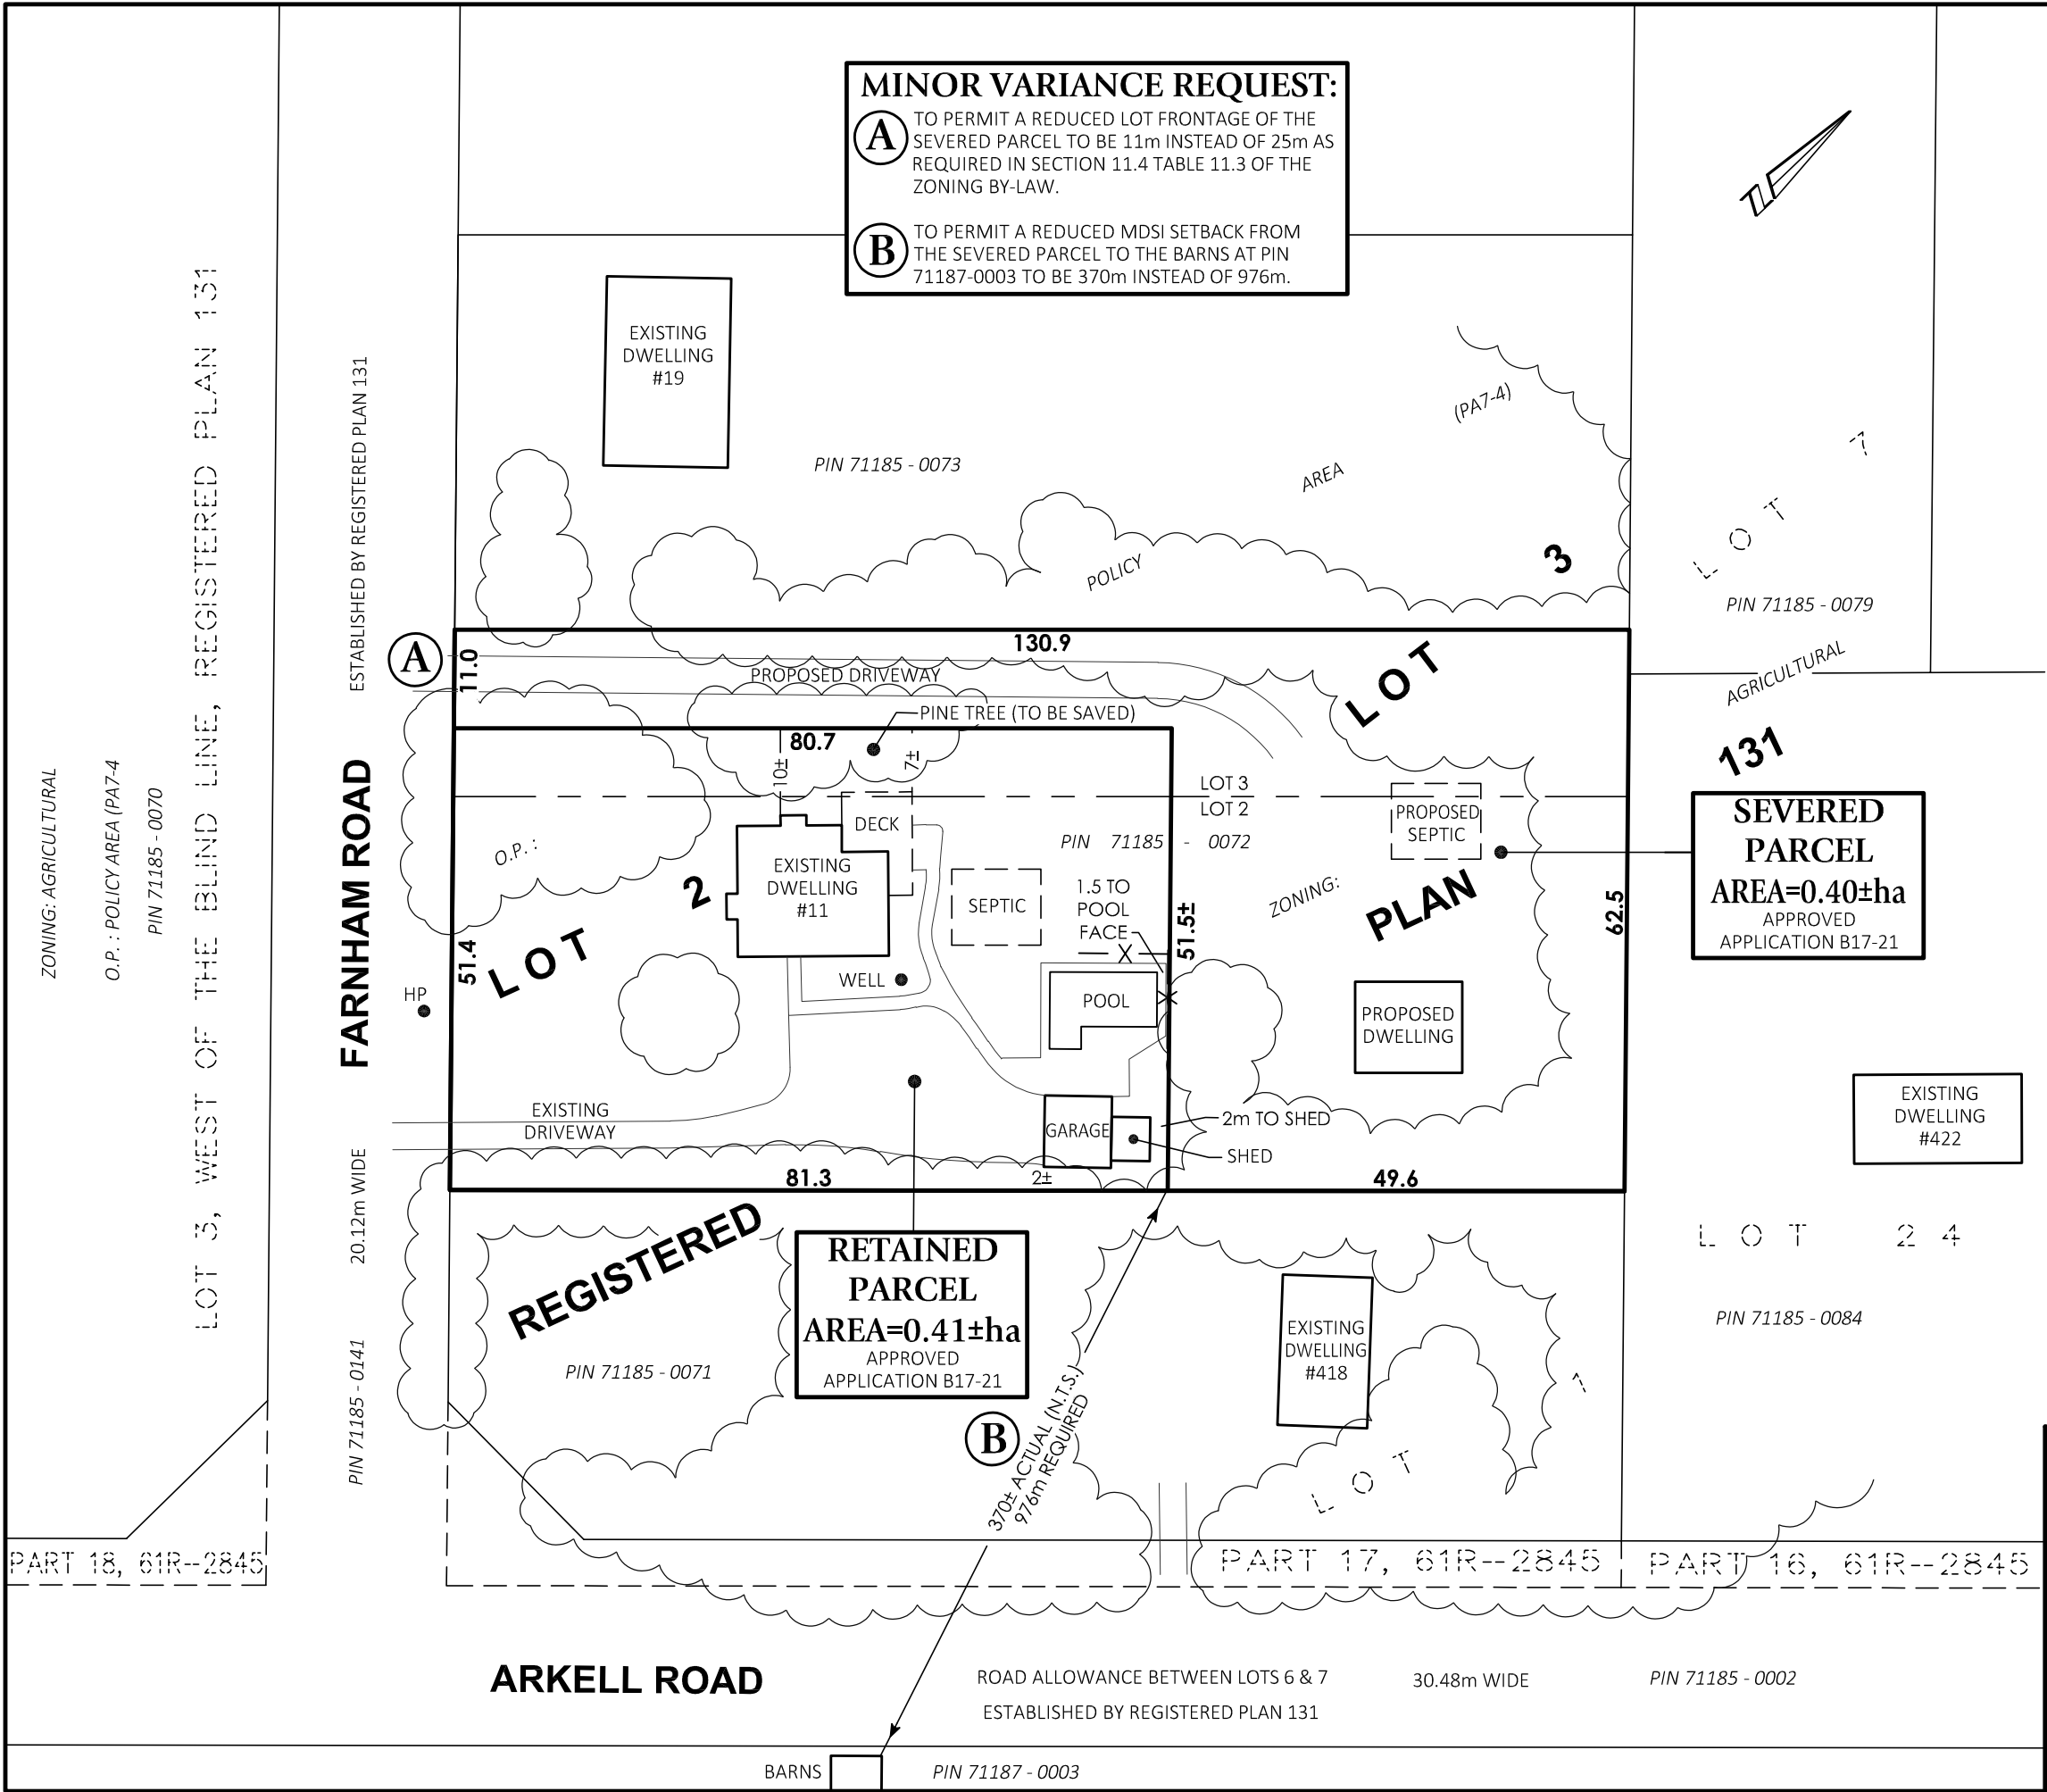 MINOR VARIANCE REQUEST:
A
TO PERMIT A REDUCED LOT FRONTAGE OF THE
SEVERED PARCEL TO BE 11m INSTEAD OF 25m AS
REQUIRED IN SECTION 11.4 TABLE 11.3 OF THE
ZONING BY-LAW.
B
TO PERMIT A REDUCED MDSI SETBACK FROM
THE SEVERED PARCEL TO THE BARNS AT PIN
71187-0003 TO BE 370m INSTEAD OF 976m.
N
ZONING: AGRICULTURAL
O.P. : POLICY AREA (PA7-4
PIN 71185 - 0070
LOT 3, WEST OF THE BLIND LINE, REGISTERED PLAN 131
ESTABLISHED BY REGISTERED PLAN 131
FARNHAM ROAD
20.12m WIDE
PIN 71185 - 0141
EXISTING
DWELLING
#19
PIN 71185 - 0073
O.P. :
POLICY
AREA
(PA7-4)
LOT 7
PIN 71185 - 0079
LOT 3
A
11.0
130.9
PROPOSED DRIVEWAY
PINE TREE (TO BE SAVED)
80.7
10±
7±
LOT 3
LOT 2
PIN 71185 - 0072
DECK
EXISTING
DWELLING
#11
SEPTIC
1.5 TO
POOL
FACE
X
51.5±
ZONING:
AGRICULTURAL
PROPOSED
SEPTIC
PLAN
131
SEVERED
PARCEL
AREA=0.40±ha
APPROVED
APPLICATION B17-21
62.5
LOT 2
51.4
HP
WELL
POOL
PROPOSED
DWELLING
EXISTING
DRIVEWAY
GARAGE
2m TO SHED
SHED
81.3
2±
49.6
EXISTING
DWELLING
#422
REGISTERED
RETAINED
PARCEL
AREA=0.41±ha
APPROVED
APPLICATION B17-21
PIN 71185 - 0071
B
370± ACTUAL (N.T.S.)
976m REQUIRED
EXISTING
DWELLING
#418
LOT 7
LOT 24
PIN 71185 - 0084
PART 18, 61R--2845
PART 17, 61R--2845
PART 16, 61R--2845
ARKELL ROAD
ROAD ALLOWANCE BETWEEN LOTS 6 & 7
30.48m WIDE
PIN 71185 - 0002
ESTABLISHED BY REGISTERED PLAN 131
BARNS
PIN 71187 - 0003